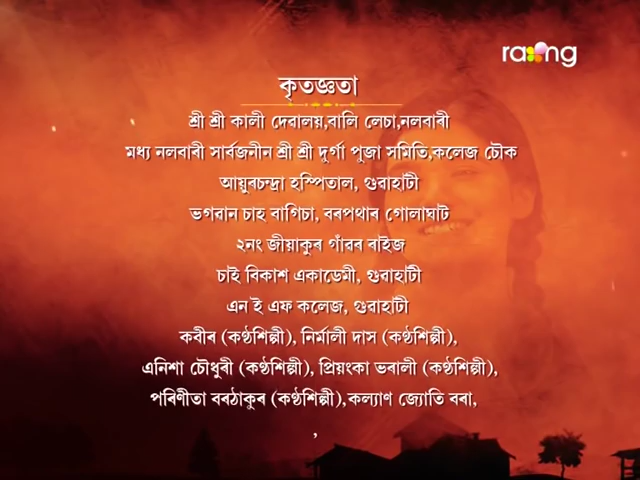 rang
কৃতজ্ঞতা
শ্ৰী শ্ৰী কালী দেৱালয়,বালি লেচা,নলবাৰী
মধ্য নলবাৰী সাৰ্বজনীন শ্ৰী শ্ৰী দুৰ্গা পুজা সমিতি,কলেজ চৌক
আয়ুৰচন্দ্ৰা হস্পিতাল, গুৱাহাটী
ভগৱান চাহ বাগিচা, বৰপথাৰ গোলাঘাট
২নং জীয়াকুৰ গাঁৱৰ ৰাইজ
চাই বিকাশ একাডেমী, গুৱাহাটী
এন ই এফ কলেজ, গুৱাহাটী
কবীৰ (কণ্ঠশিল্পী), নিৰ্মালী দাস (কণ্ঠশিল্পী),
এনিশা চৌধুৰী (কণ্ঠশিল্পী), প্ৰিয়ংকা ভৰালী (কণ্ঠশিল্পী),
পৰিণীতা বৰঠাকুৰ (কণ্ঠশিল্পী),কল্যাণ জ্যোতি বৰা,
,